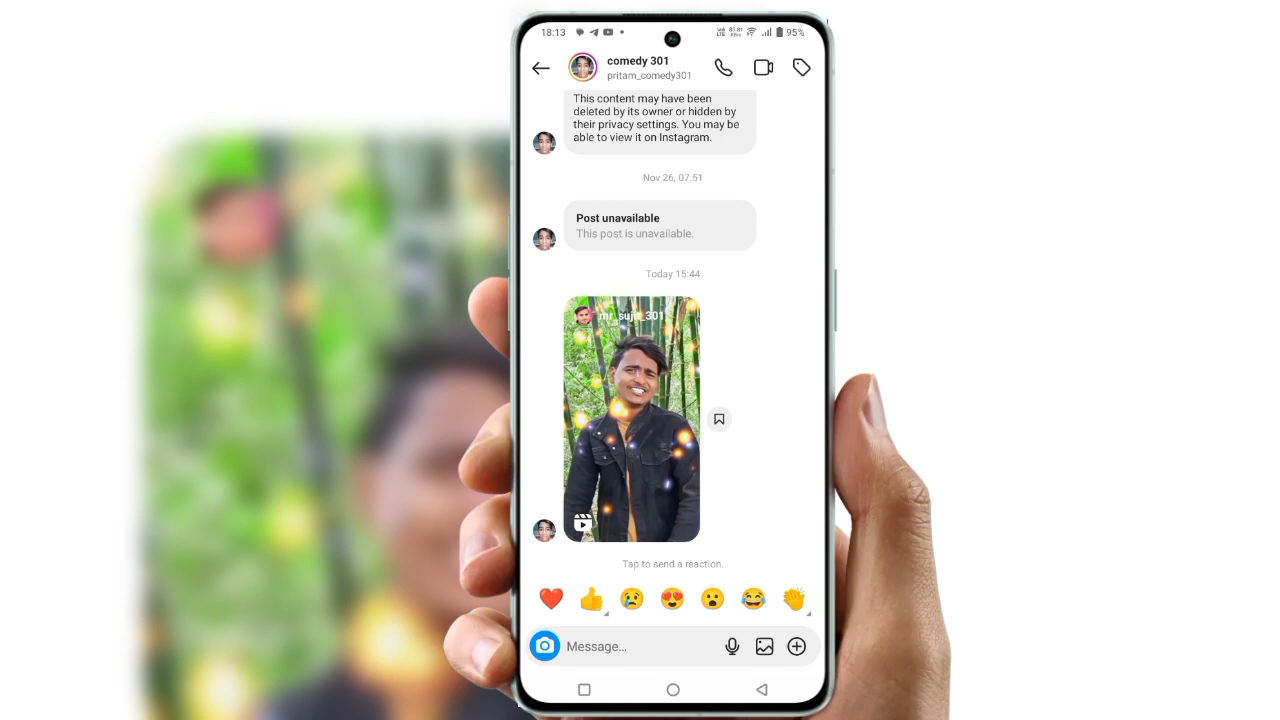 18:13
95%
comedy 301
pritam_comedy301
This content may have been
deleted by its owner or hidden by
their privacy settings. You may be
able to view it on Instagram.
Nov 26, 07:51
Post unavailable
This post is unavailable.
Today 15:44
Tap to send a reaction.
Message...